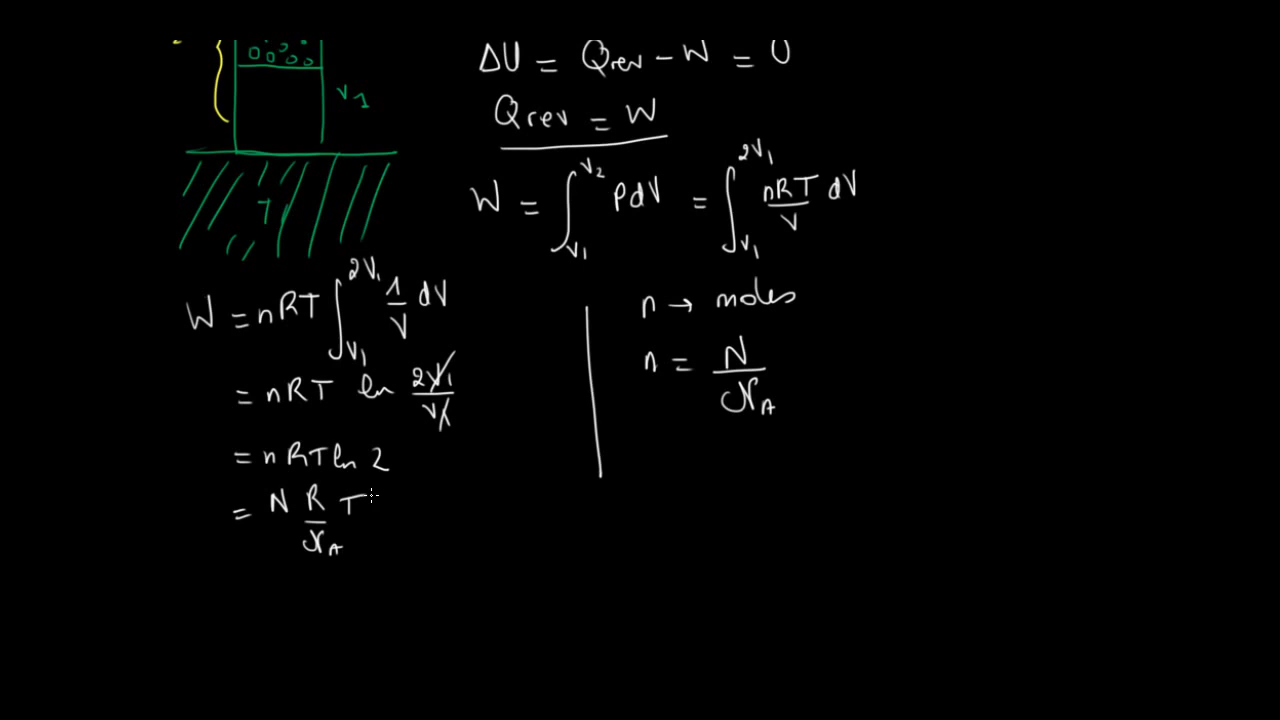 ΔU = Qrev − W = 0
Qrev = W
V1
W = ∫_{V1}^{V2} PdV = ∫_{V1}^{2V1} nRT/V dV
T
W = nRT ∫_{V1}^{2V1} 1/V dV
= nRT ln 2V1/V1
= nRT ln 2
= N R/𝒩A T
n → moles
n = N/𝒩A